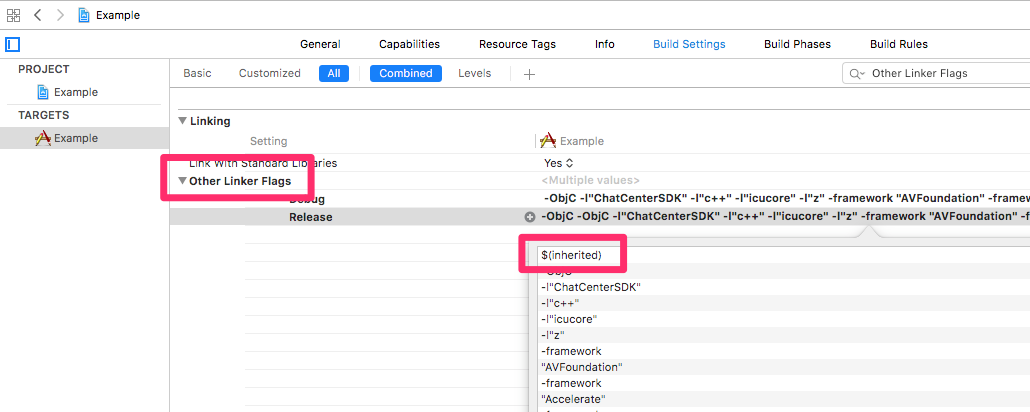 Example
General Capabilities Resource Tags Info Build Settings Build Phases Build Rules
PROJECT
Basic Customized All Combined Levels Other Linker Flags
Example
TARGETS
Linking
Example
Setting Example
Link With Standard Libraries Yes
Other Linker Flags <Multiple values>
Debug -ObjC -l"ChatCenterSDK" -l"c++" -l"icucore" -l"z" -framework "AVFoundation" -frame
Release -ObjC -ObjC -l"ChatCenterSDK" -l"c++" -l"icucore" -l"z" -framework "AVFoundation" -f
$(inherited)
-ObjC
-l"ChatCenterSDK"
-l"c++"
-l"icucore"
-l"z"
-framework
"AVFoundation"
-framework
"Accelerate"